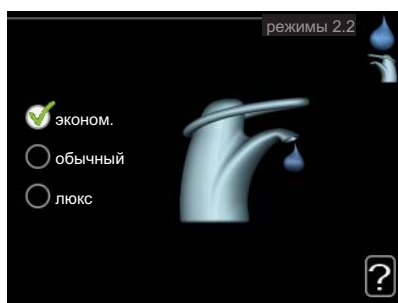 режимы 2.2
эконом.
обычный
люкс
?